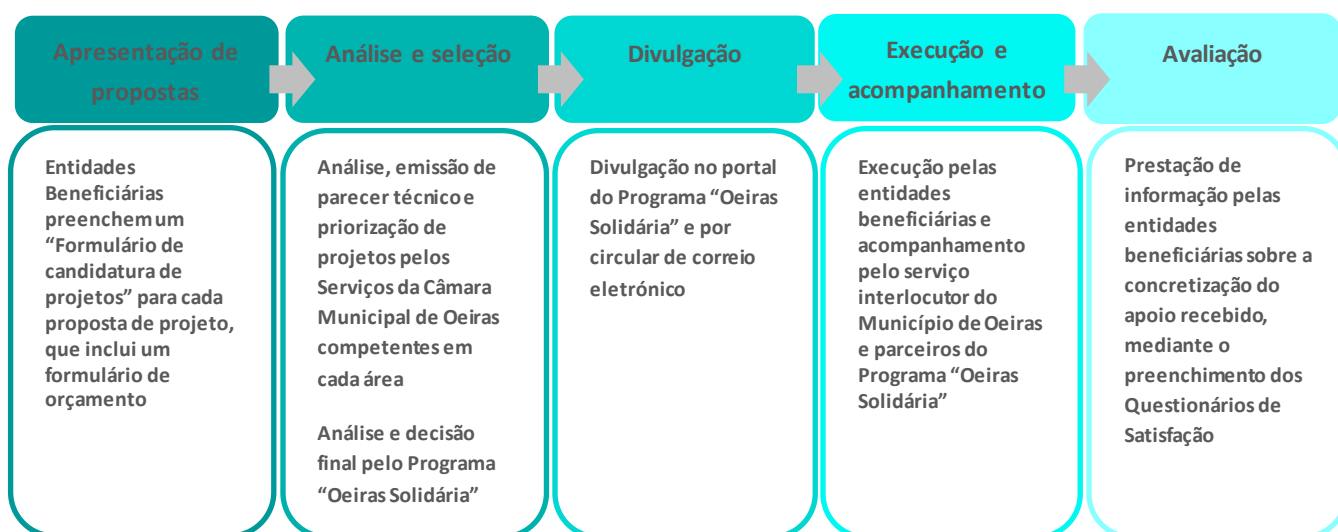 Apresentação de
propostas
Análise e seleção
Divulgação
Execução e
acompanhamento
Avaliação
Entidades
Beneficiárias
preenchem um
“Formulário de
candidatura de
projetos” para cada
proposta de projeto,
que inclui um
formulário de
orçamento
Análise, emissão de
parecer técnico e
priorização de
projetos pelos
Serviços da Câmara
Municipal de Oeiras
competentes em
cada área
Análise e decisão
final pelo Programa
“Oeiras Solidária”
Divulgação no portal
do Programa “Oeiras
Solidária” e por
circular de correio
eletrónico
Execução pelas
entidades
beneficiárias e
acompanhamento
pelo serviço
interlocutor do
Município de Oeiras
e parceiros do
Programa “Oeiras
Solidária”
Prestação de
informação pelas
entidades
beneficiárias sobre a
concretização do
apoio recebido,
mediante o
preenchimento dos
Questionários de
Satisfação